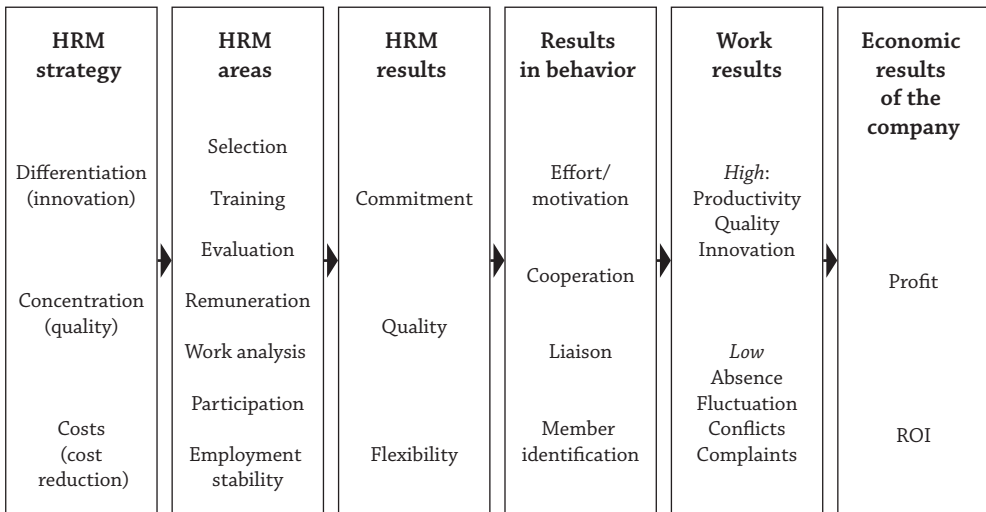 HRM
strategy
Differentiation
(innovation)
Concentration
(quality)
Costs
(cost
reduction)
HRM
areas
Selection
Training
Evaluation
Remuneration
Work analysis
Participation
Employment
stability
HRM
results
Commitment
Quality
Flexibility
Results
in behavior
Effort/
motivation
Cooperation
Liaison
Member
identification
Work
results
High:
Productivity
Quality
Innovation
Low
Absence
Fluctuation
Conflicts
Complaints
Economic
results
of the
company
Profit
ROI